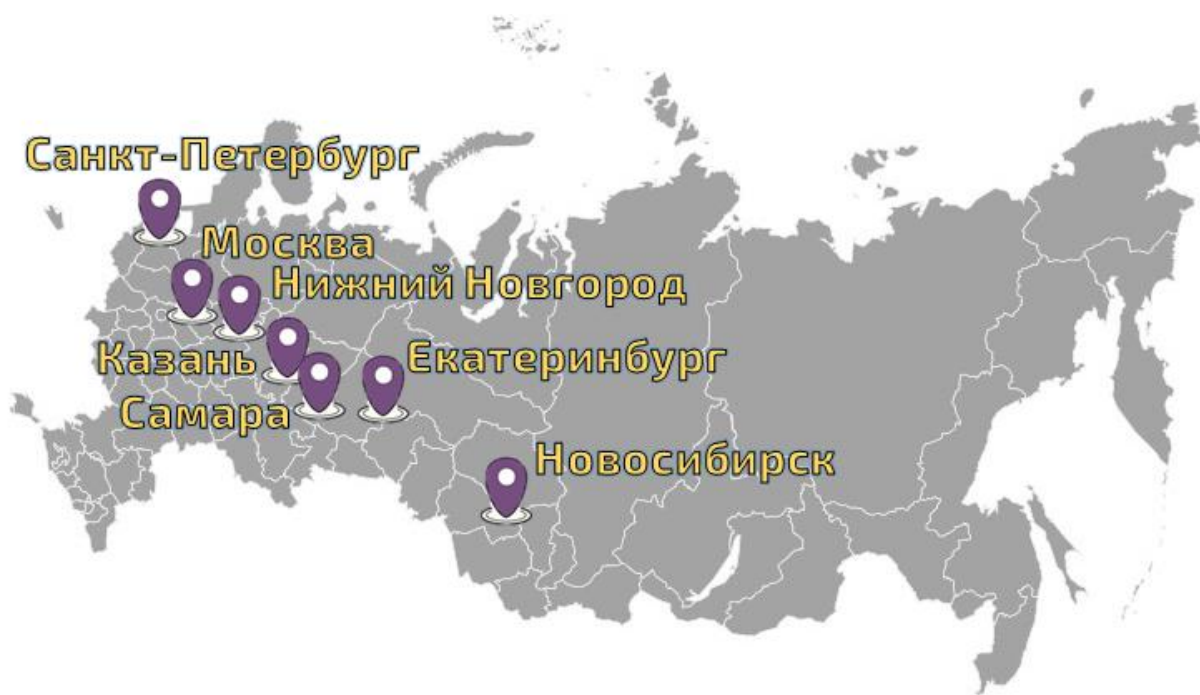 Санкт-Петербург
Москва
Нижний Новгород
Казань
Екатеринбург
Самара
Новосибирск